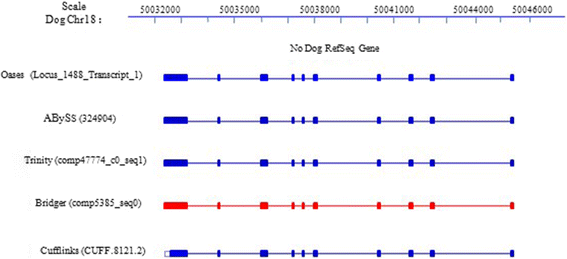 Scale
50032000 50035000 50038000 50041000 50044000 50046000
Dog Chr18 :
No Dog RefSeq Gene
Oases (Locus_1488_Transcript_1)
ABySS (324904)
Trinity (comp47774_c0_seq1)
Bridger (comp5385_seq0)
Cufflinks (CUFF.8121.2)